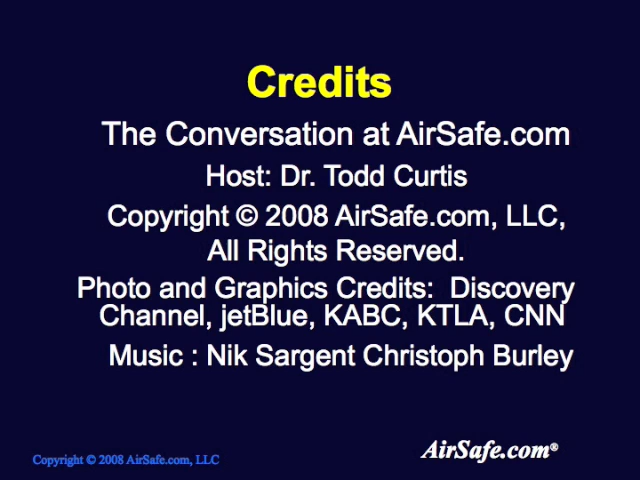 Credits
The Conversation at AirSafe.com
Host: Dr. Todd Curtis
Copyright © 2008 AirSafe.com, LLC,
All Rights Reserved.
Photo and Graphics Credits:  Discovery
Channel, jetBlue, KABC, KTLA, CNN
Music : Nik Sargent Christoph Burley
Copyright © 2008 AirSafe.com, LLC
AirSafe.com®